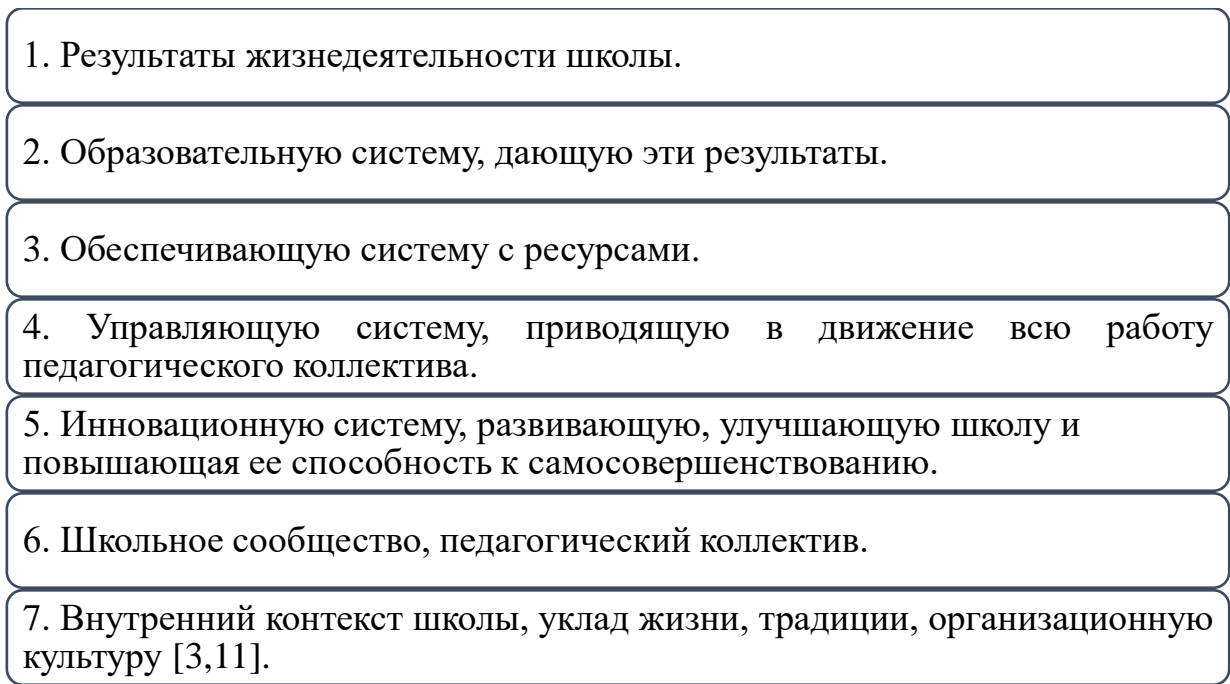 1. Результаты жизнедеятельности школы.
2. Образовательную систему, дающую эти результаты.
3. Обеспечивающую систему с ресурсами.
4. Управляющую систему, приводящую в движение всю работу
педагогического коллектива.
5. Инновационную систему, развивающую, улучшающую школу и
повышающая ее способность к самосовершенствованию.
6. Школьное сообщество, педагогический коллектив.
7. Внутренний контекст школы, уклад жизни, традиции, организационную
культуру [3,11].